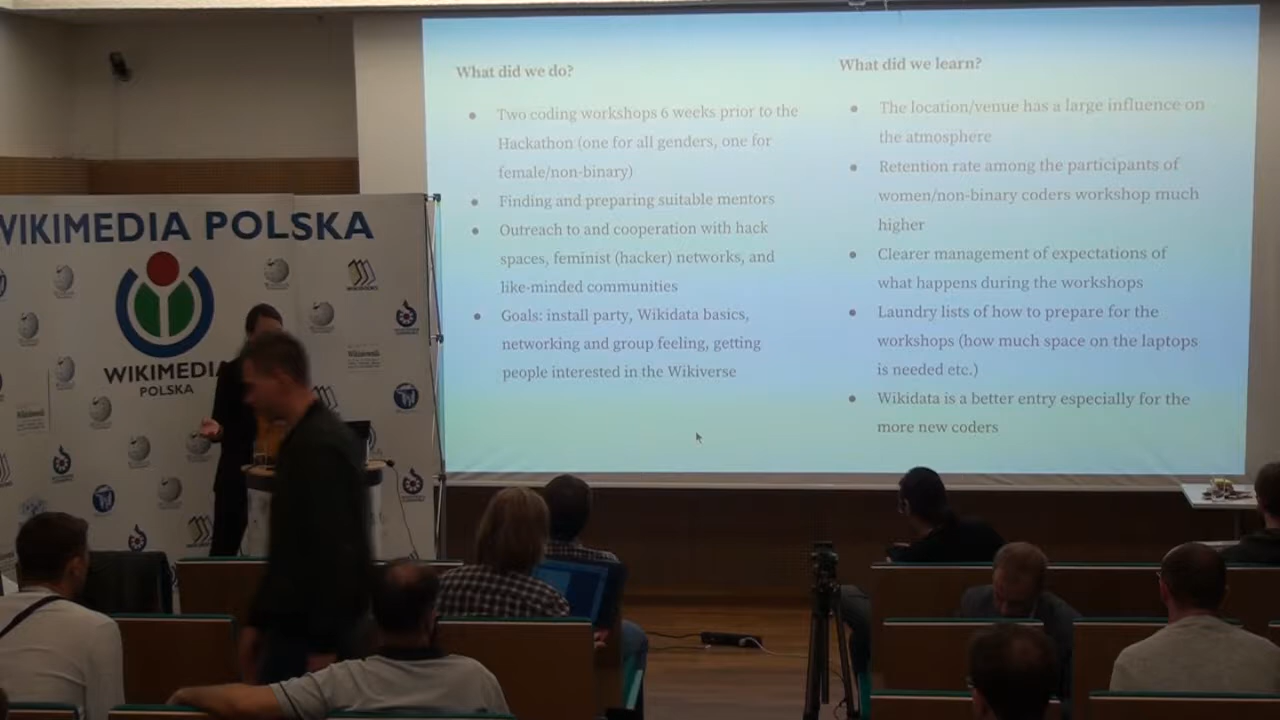 What did we do?
● Two coding workshops 6 weeks prior to the
Hackathon (one for all genders, one for
female/non-binary)
● Finding and preparing suitable mentors
● Outreach to and cooperation with hack
spaces, feminist (hacker) networks, and
like-minded communities
● Goals: install party, Wikidata basics,
networking and group feeling, getting
people interested in the Wikiverse
What did we learn?
● The location/venue has a large influence on
the atmosphere
● Retention rate among the participants of
women/non-binary coders workshop much
higher
● Clearer management of expectations of
what happens during the workshops
● Laundry lists of how to prepare for the
workshops (how much space on the laptops
is needed etc.)
● Wikidata is a better entry especially for the
more new coders
WIKIMEDIA POLSKA
WIKIMEDIA
POLSKA